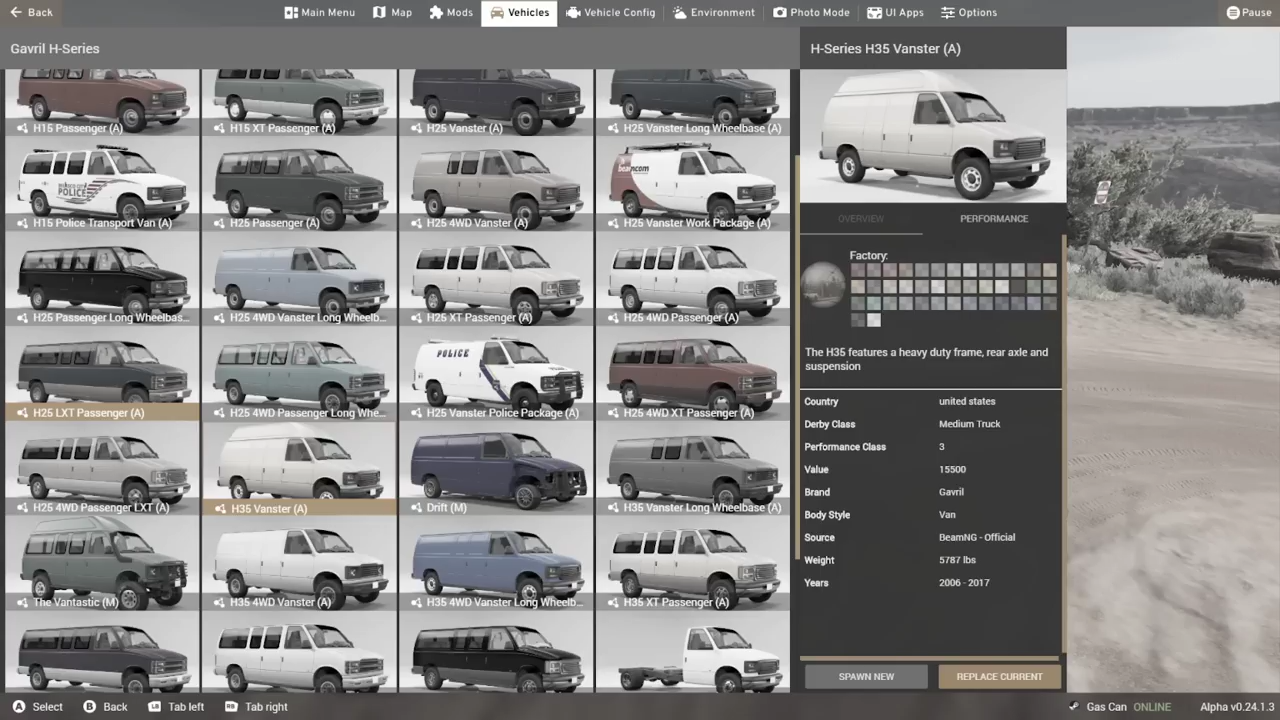 Back
Main Menu
Map
Mods
Vehicles
Vehicle Config
Environment
Photo Mode
UI Apps
Options
Pause
Gavril H-Series
H15 Passenger (A)
H15 XT Passenger (A)
H25 Vanster (A)
H25 Vanster Long Wheelbase (A)
POLICE
beamcom
H15 Police Transport Van (A)
H25 Passenger (A)
H25 4WD Vanster (A)
H25 Vanster Work Package (A)
H25 Passenger Long Wheelbas...
H25 4WD Vanster Long Wheelb...
H25 XT Passenger (A)
H25 4WD Passenger (A)
POLICE
H25 LXT Passenger (A)
H25 4WD Passenger Long Whe...
H25 Vanster Police Package (A)
H25 4WD XT Passenger (A)
H25 4WD Passenger LXT (A)
H35 Vanster (A)
Drift (M)
H35 Vanster Long Wheelbase (A)
The Vantastic (M)
H35 4WD Vanster (A)
H35 4WD Vanster Long Wheelb...
H35 XT Passenger (A)
H-Series H35 Vanster (A)
OVERVIEW
PERFORMANCE
Factory:
The H35 features a heavy duty frame, rear axle and
suspension
Country united states
Derby Class Medium Truck
Performance Class 3
Value 15500
Brand Gavril
Body Style Van
Source BeamNG - Official
Weight 5787 lbs
Years 2006 - 2017
SPAWN NEW
REPLACE CURRENT
A Select
B Back
LB Tab left
RB Tab right
Gas Can ONLINE
Alpha v0.24.1.3